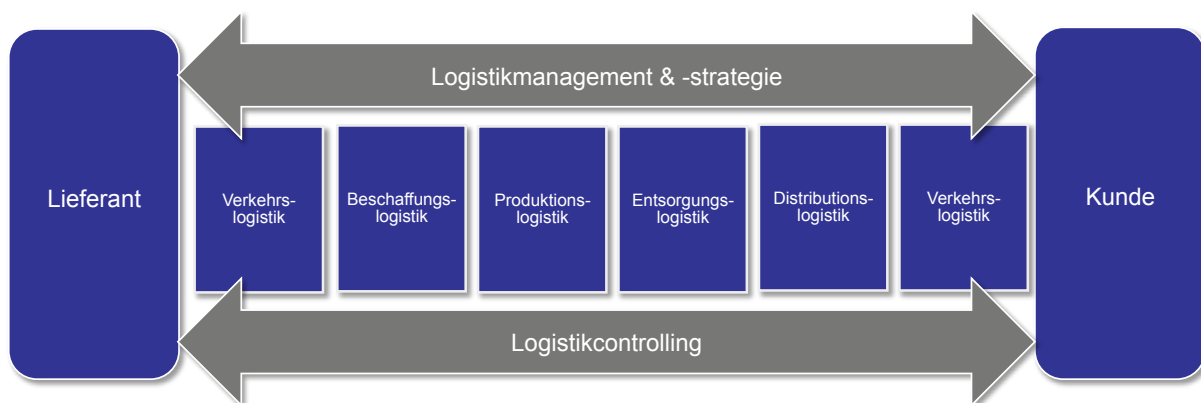 Logistikmanagement & -strategie
Lieferant
Verkehrs-
logistik
Beschaffungs-
logistik
Produktions-
logistik
Entsorgungs-
logistik
Distributions-
logistik
Verkehrs-
logistik
Kunde
Logistikcontrolling